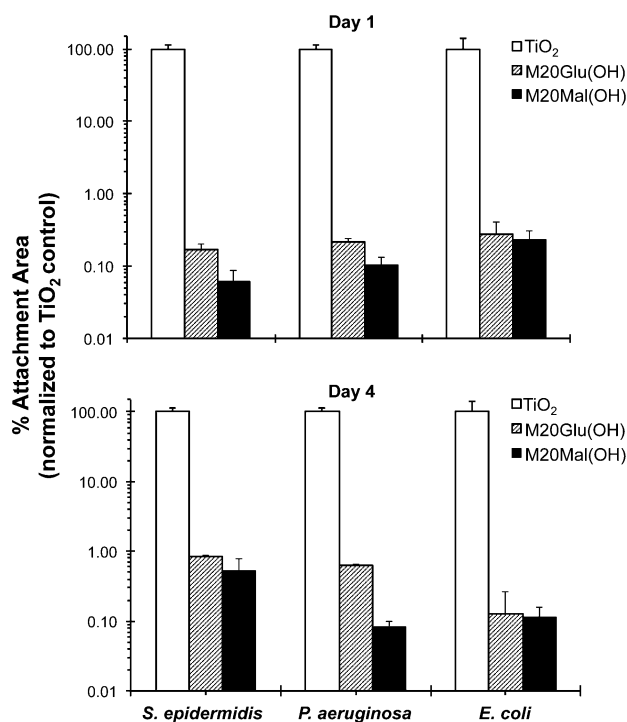 Day 1
TiO2
M20Glu(OH)
M20Mal(OH)
100.00
10.00
1.00
0.10
0.01
% Attachment Area
(normalized to TiO2 control)
Day 4
TiO2
M20Glu(OH)
M20Mal(OH)
100.00
10.00
1.00
0.10
0.01
S. epidermidis P. aeruginosa E. coli